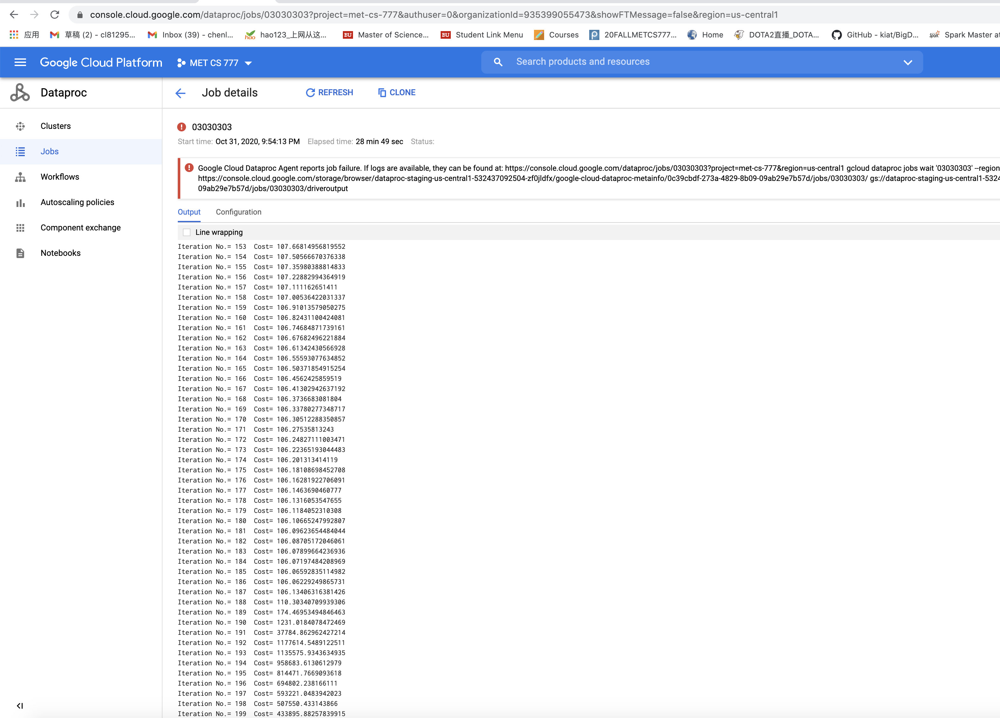 console.cloud.google.com/dataproc/jobs/03030303?project=met-cs-777&authuser=0&organizationId=935399055473&showFTMessage=false&region=us-central1
应用 草稿 (2) - cl81295... Inbox (39) - chenl... hao hao123_上网从这... BU Master of Science... BU Student Link Menu Courses 20FALLMETCS777... Home DOTA2直播_DOTA... GitHub - kiat/BigD... Spark Spark Master at
Google Cloud Platform MET CS 777 Search products and resources
Dataproc
Job details REFRESH CLONE
Clusters
Jobs
Workflows
Autoscaling policies
Component exchange
Notebooks
03030303
Start time: Oct 31, 2020, 9:54:13 PM Elapsed time: 28 min 49 sec Status:
Google Cloud Dataproc Agent reports job failure. If logs are available, they can be found at: https://console.cloud.google.com/dataproc/jobs/03030303?project=met-cs-777&region=us-central1 gcloud dataproc jobs wait '03030303' --region
https://console.cloud.google.com/storage/browser/dataproc-staging-us-central1-532437092504-zf0jldfx/google-cloud-dataproc-metainfo/0c39cbdf-273a-4829-8b09-09ab29e7b57d/jobs/03030303/ gs://dataproc-staging-us-central1-5324
09ab29e7b57d/jobs/03030303/driveroutput
Output Configuration
Line wrapping
Iteration No.= 153 Cost= 107.66814956819552
Iteration No.= 154 Cost= 107.50566670376338
Iteration No.= 155 Cost= 107.35980388814833
Iteration No.= 156 Cost= 107.22882994364919
Iteration No.= 157 Cost= 107.111162651411
Iteration No.= 158 Cost= 107.00536422031337
Iteration No.= 159 Cost= 106.91013579050275
Iteration No.= 160 Cost= 106.82431100424081
Iteration No.= 161 Cost= 106.74684871739161
Iteration No.= 162 Cost= 106.67682496221884
Iteration No.= 163 Cost= 106.61342430566928
Iteration No.= 164 Cost= 106.55593077634852
Iteration No.= 165 Cost= 106.50371854915254
Iteration No.= 166 Cost= 106.4562425859519
Iteration No.= 167 Cost= 106.41302942637192
Iteration No.= 168 Cost= 106.3736683081804
Iteration No.= 169 Cost= 106.33780277348717
Iteration No.= 170 Cost= 106.30512288350857
Iteration No.= 171 Cost= 106.27535813243
Iteration No.= 172 Cost= 106.24827111003471
Iteration No.= 173 Cost= 106.22365193044483
Iteration No.= 174 Cost= 106.201313414119
Iteration No.= 175 Cost= 106.18108698452708
Iteration No.= 176 Cost= 106.16281922706091
Iteration No.= 177 Cost= 106.1463690460777
Iteration No.= 178 Cost= 106.1316053547655
Iteration No.= 179 Cost= 106.1184052310308
Iteration No.= 180 Cost= 106.10665247992807
Iteration No.= 181 Cost= 106.09623654484044
Iteration No.= 182 Cost= 106.08705172046061
Iteration No.= 183 Cost= 106.07899664236936
Iteration No.= 184 Cost= 106.07197484208969
Iteration No.= 185 Cost= 106.06592835114982
Iteration No.= 186 Cost= 106.06229249865731
Iteration No.= 187 Cost= 106.13406316381426
Iteration No.= 188 Cost= 110.30340709939306
Iteration No.= 189 Cost= 174.46953494846463
Iteration No.= 190 Cost= 1231.0184078472469
Iteration No.= 191 Cost= 37784.862962427214
Iteration No.= 192 Cost= 1177614.5489122511
Iteration No.= 193 Cost= 1135575.9343634935
Iteration No.= 194 Cost= 958683.6130612979
Iteration No.= 195 Cost= 814471.7669093618
Iteration No.= 196 Cost= 694802.238166111
Iteration No.= 197 Cost= 593221.0483942023
Iteration No.= 198 Cost= 507550.433143866
Iteration No.= 199 Cost= 433895.88257839915